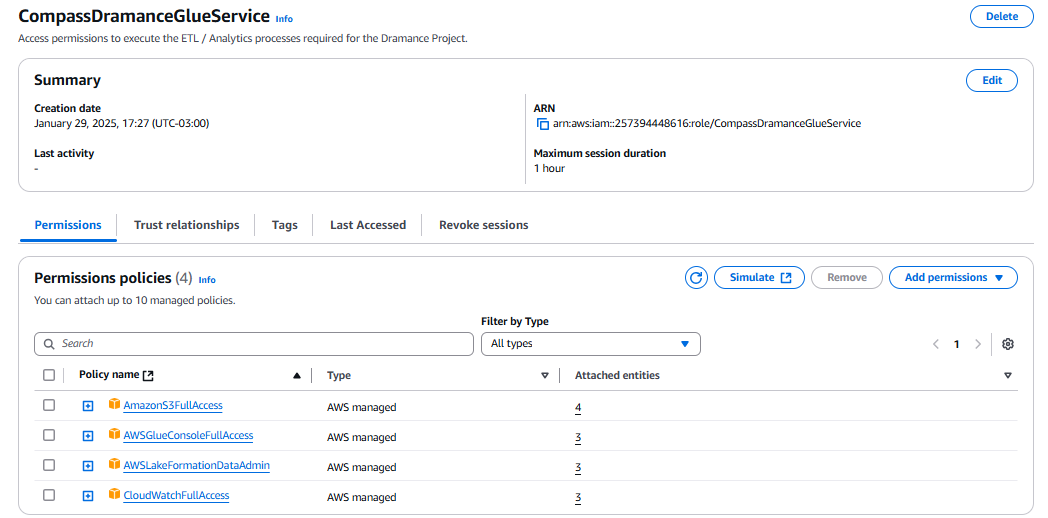 CompassDramanceGlueService Info
Delete
Access permissions to execute the ETL / Analytics processes required for the Dramance Project.
Summary
Edit
Creation date
January 29, 2025, 17:27 (UTC-03:00)
ARN
arn:aws:iam::257394448616:role/CompassDramanceGlueService
Last activity
-
Maximum session duration
1 hour
Permissions Trust relationships Tags Last Accessed Revoke sessions
Permissions policies (4) Info
Simulate Remove Add permissions
You can attach up to 10 managed policies.
Filter by Type
Search All types 1
Policy name Type Attached entities
AmazonS3FullAccess AWS managed 4
AWSGlueConsoleFullAccess AWS managed 3
AWSLakeFormationDataAdmin AWS managed 3
CloudWatchFullAccess AWS managed 3